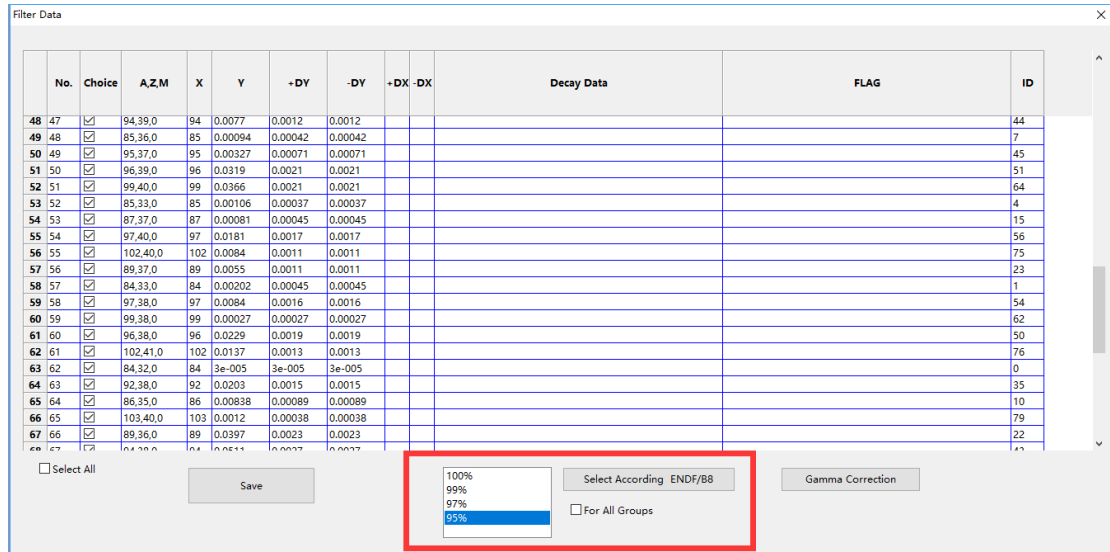 Filter Data
No. Choice A,Z,M X Y +DY -DY +DX -DX Decay Data FLAG ID
48 47 94,39,0 94 0.0077 0.0012 0.0012 44
49 48 85,36,0 85 0.00094 0.00042 0.00042 7
50 49 95,37,0 95 0.00327 0.00071 0.00071 45
51 50 96,39,0 96 0.0319 0.0021 0.0021 51
52 51 99,40,0 99 0.0366 0.0021 0.0021 64
53 52 85,33,0 85 0.00106 0.00037 0.00037 4
54 53 87,37,0 87 0.00081 0.00045 0.00045 15
55 54 97,40,0 97 0.0181 0.0017 0.0017 56
56 55 102,40,0 102 0.0084 0.0011 0.0011 75
57 56 89,37,0 89 0.0055 0.0011 0.0011 23
58 57 84,33,0 84 0.00202 0.00045 0.00045 1
59 58 97,38,0 97 0.0084 0.0016 0.0016 54
60 59 99,38,0 99 0.00027 0.00027 0.00027 62
61 60 96,38,0 96 0.0229 0.0019 0.0019 50
62 61 102,41,0 102 0.0137 0.0013 0.0013 76
63 62 84,32,0 84 3e-005 3e-005 3e-005 0
64 63 92,38,0 92 0.0203 0.0015 0.0015 35
65 64 86,35,0 86 0.00838 0.00089 0.00089 10
66 65 103,40,0 103 0.0012 0.00038 0.00038 79
67 66 89,36,0 89 0.0397 0.0023 0.0023 22
Select All
Save
100%
99%
97%
95%
Select According ENDF/B8
For All Groups
Gamma Correction